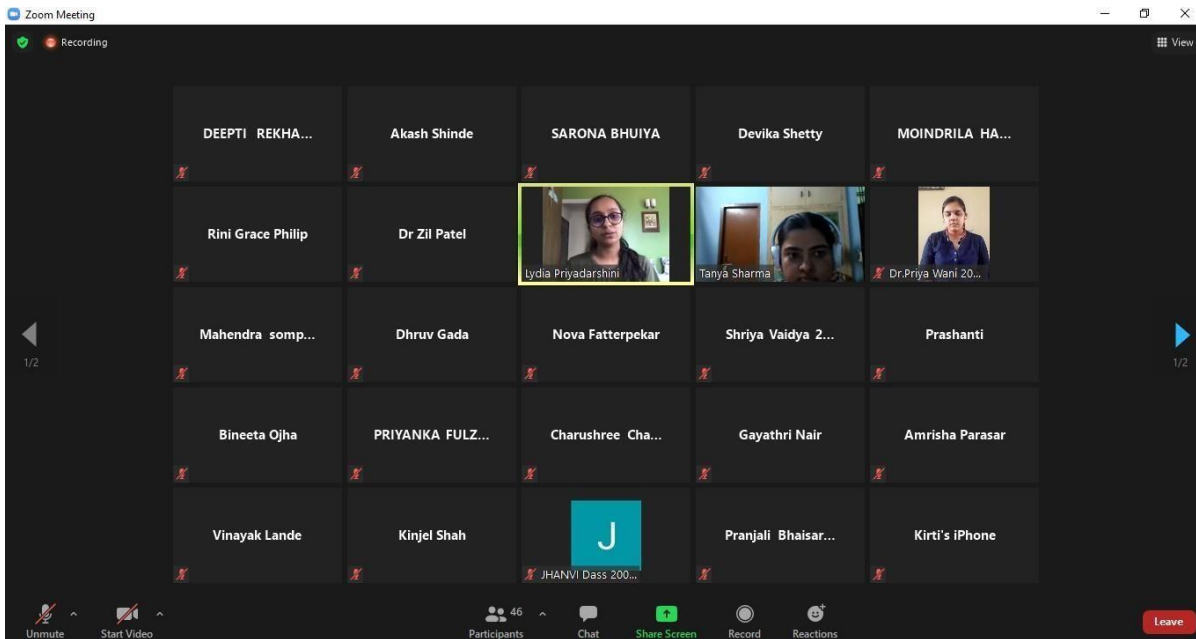 Zoom Meeting
Recording
View
DEEPTI REKHA...
Akash Shinde
SARONA BHUIYA
Devika Shetty
MOINDRILA HA...
Rini Grace Philip
Dr Zil Patel
Lydia Priyadarshini
Tanya Sharma
Dr.Priya Wani 20...
Mahendra somp...
Dhruv Gada
Nova Fatterpekar
Shriya Vaidya 2...
Prashanti
1/2
1/2
Bineeta Ojha
PRIYANKA FULZ...
Charushree Cha...
Gayathri Nair
Amrisha Parasar
Vinayak Lande
Kinjel Shah
J
JHANVI Dass 200...
Pranjali Bhaisar...
Kirti's iPhone
46
Unmute
Start Video
Participants
Chat
Share Screen
Record
Reactions
Leave